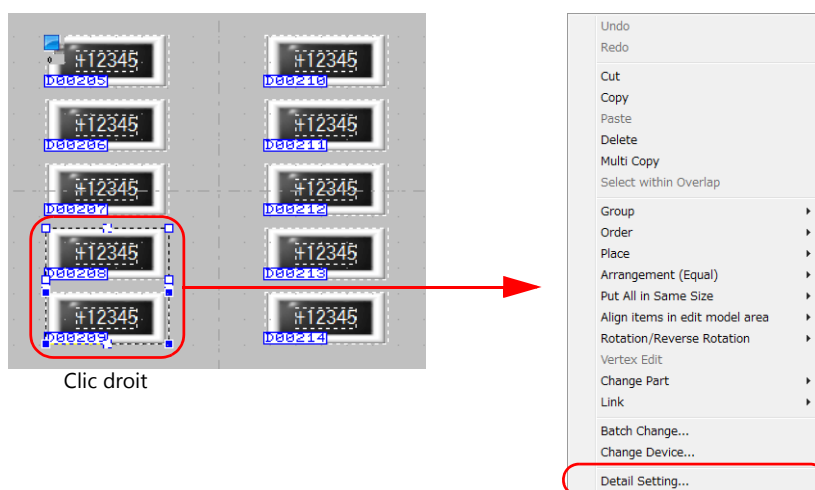 +12345
D00205
+12345
D00210
+12345
D00206
+12345
D00211
+12345
D00207
+12345
D00212
+12345
D00208
+12345
D00213
+12345
D00209
+12345
D00214
Clic droit
Undo
Redo
Cut
Copy
Paste
Delete
Multi Copy
Select within Overlap
Group
Order
Place
Arrangement (Equal)
Put All in Same Size
Align items in edit model area
Rotation/Reverse Rotation
Vertex Edit
Change Part
Link
Batch Change...
Change Device...
Detail Setting...